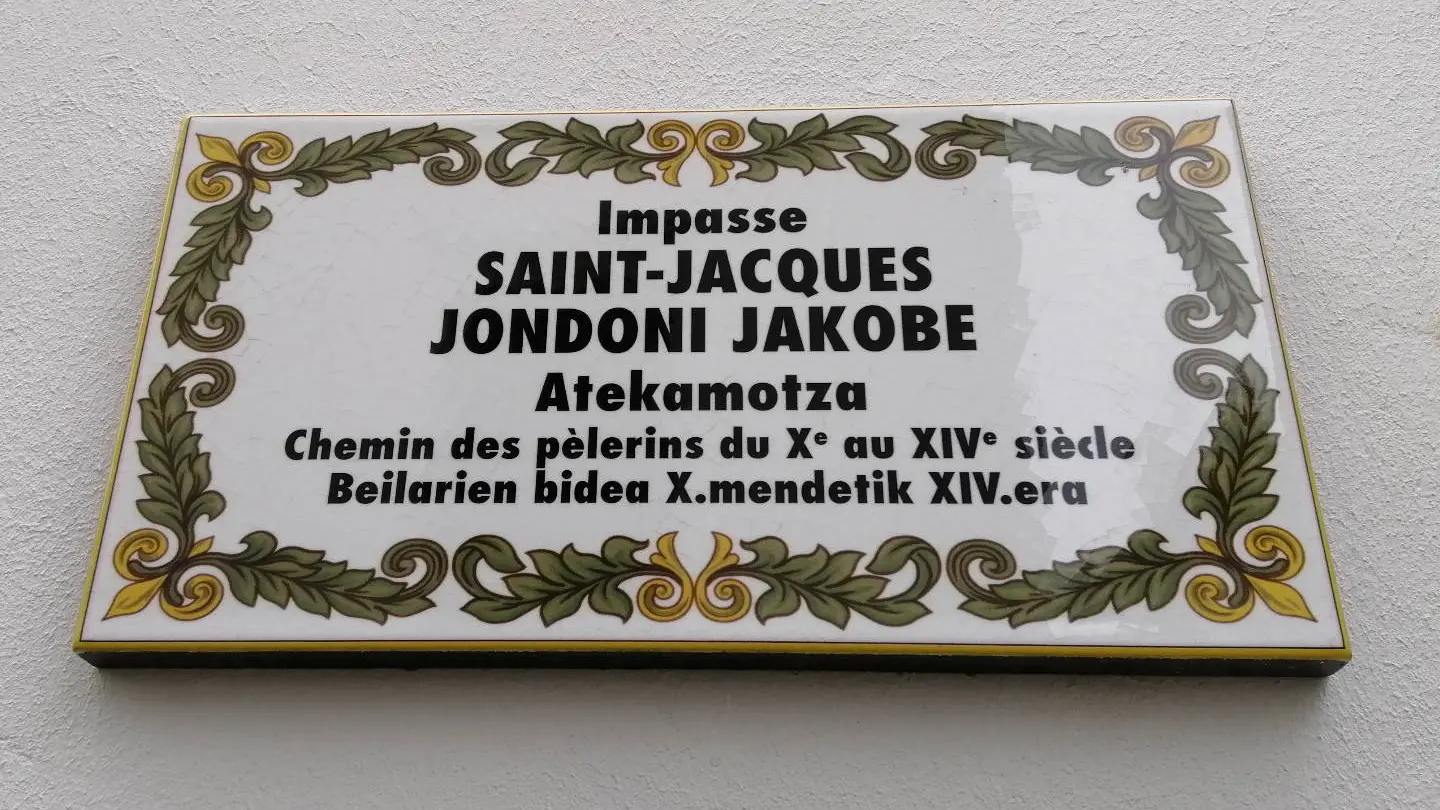 Impasse
SAINT-JACQUES
JONDONI JAKOBE
Atekamotza
Chemin des pèlerins du Xᵉ au XIVᵉ siècle
Beilarien bidea X.mendetik XIV.era